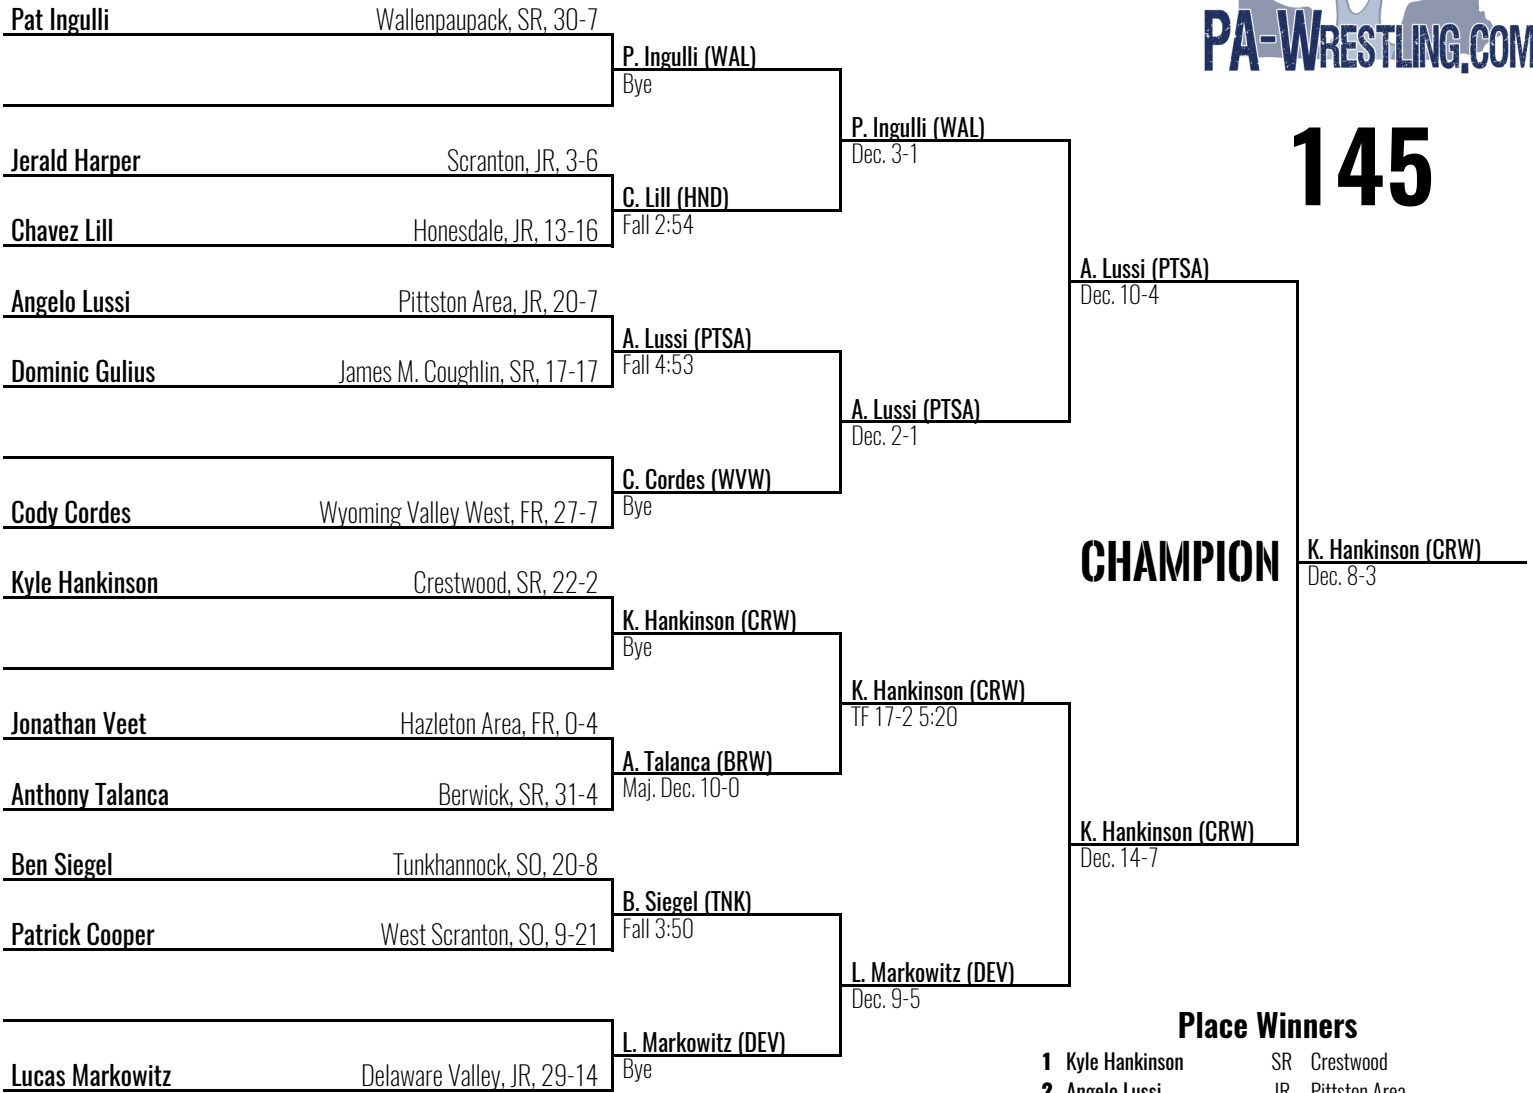 Pat Ingulli Wallenpaupack, SR, 30-7
PA-WRESTLING.COM
P. Ingulli (WAL)
Bye
P. Ingulli (WAL)
Dec. 3-1
145
Jerald Harper Scranton, JR, 3-6
C. Lill (HND)
Fall 2:54
Chavez Lill Honesdale, JR, 13-16
A. Lussi (PTSA)
Dec. 10-4
Angelo Lussi Pittston Area, JR, 20-7
A. Lussi (PTSA)
Fall 4:53
Dominic Gulius James M. Coughlin, SR, 17-17
A. Lussi (PTSA)
Dec. 2-1
C. Cordes (WVW)
Bye
Cody Cordes Wyoming Valley West, FR, 27-7
CHAMPION
K. Hankinson (CRW)
Dec. 8-3
Kyle Hankinson Crestwood, SR, 22-2
K. Hankinson (CRW)
Bye
K. Hankinson (CRW)
TF 17-2 5:20
Jonathan Veet Hazleton Area, FR, 0-4
A. Talanca (BRW)
Maj. Dec. 10-0
Anthony Talanca Berwick, SR, 31-4
K. Hankinson (CRW)
Dec. 14-7
Ben Siegel Tunkhannock, SO, 20-8
B. Siegel (TNK)
Fall 3:50
Patrick Cooper West Scranton, SO, 9-21
L. Markowitz (DEV)
Dec. 9-5
L. Markowitz (DEV)
Bye
Lucas Markowitz Delaware Valley, JR, 29-14
Place Winners
1 Kyle Hankinson SR Crestwood
2 Angelo Lussi JR Pittston Area